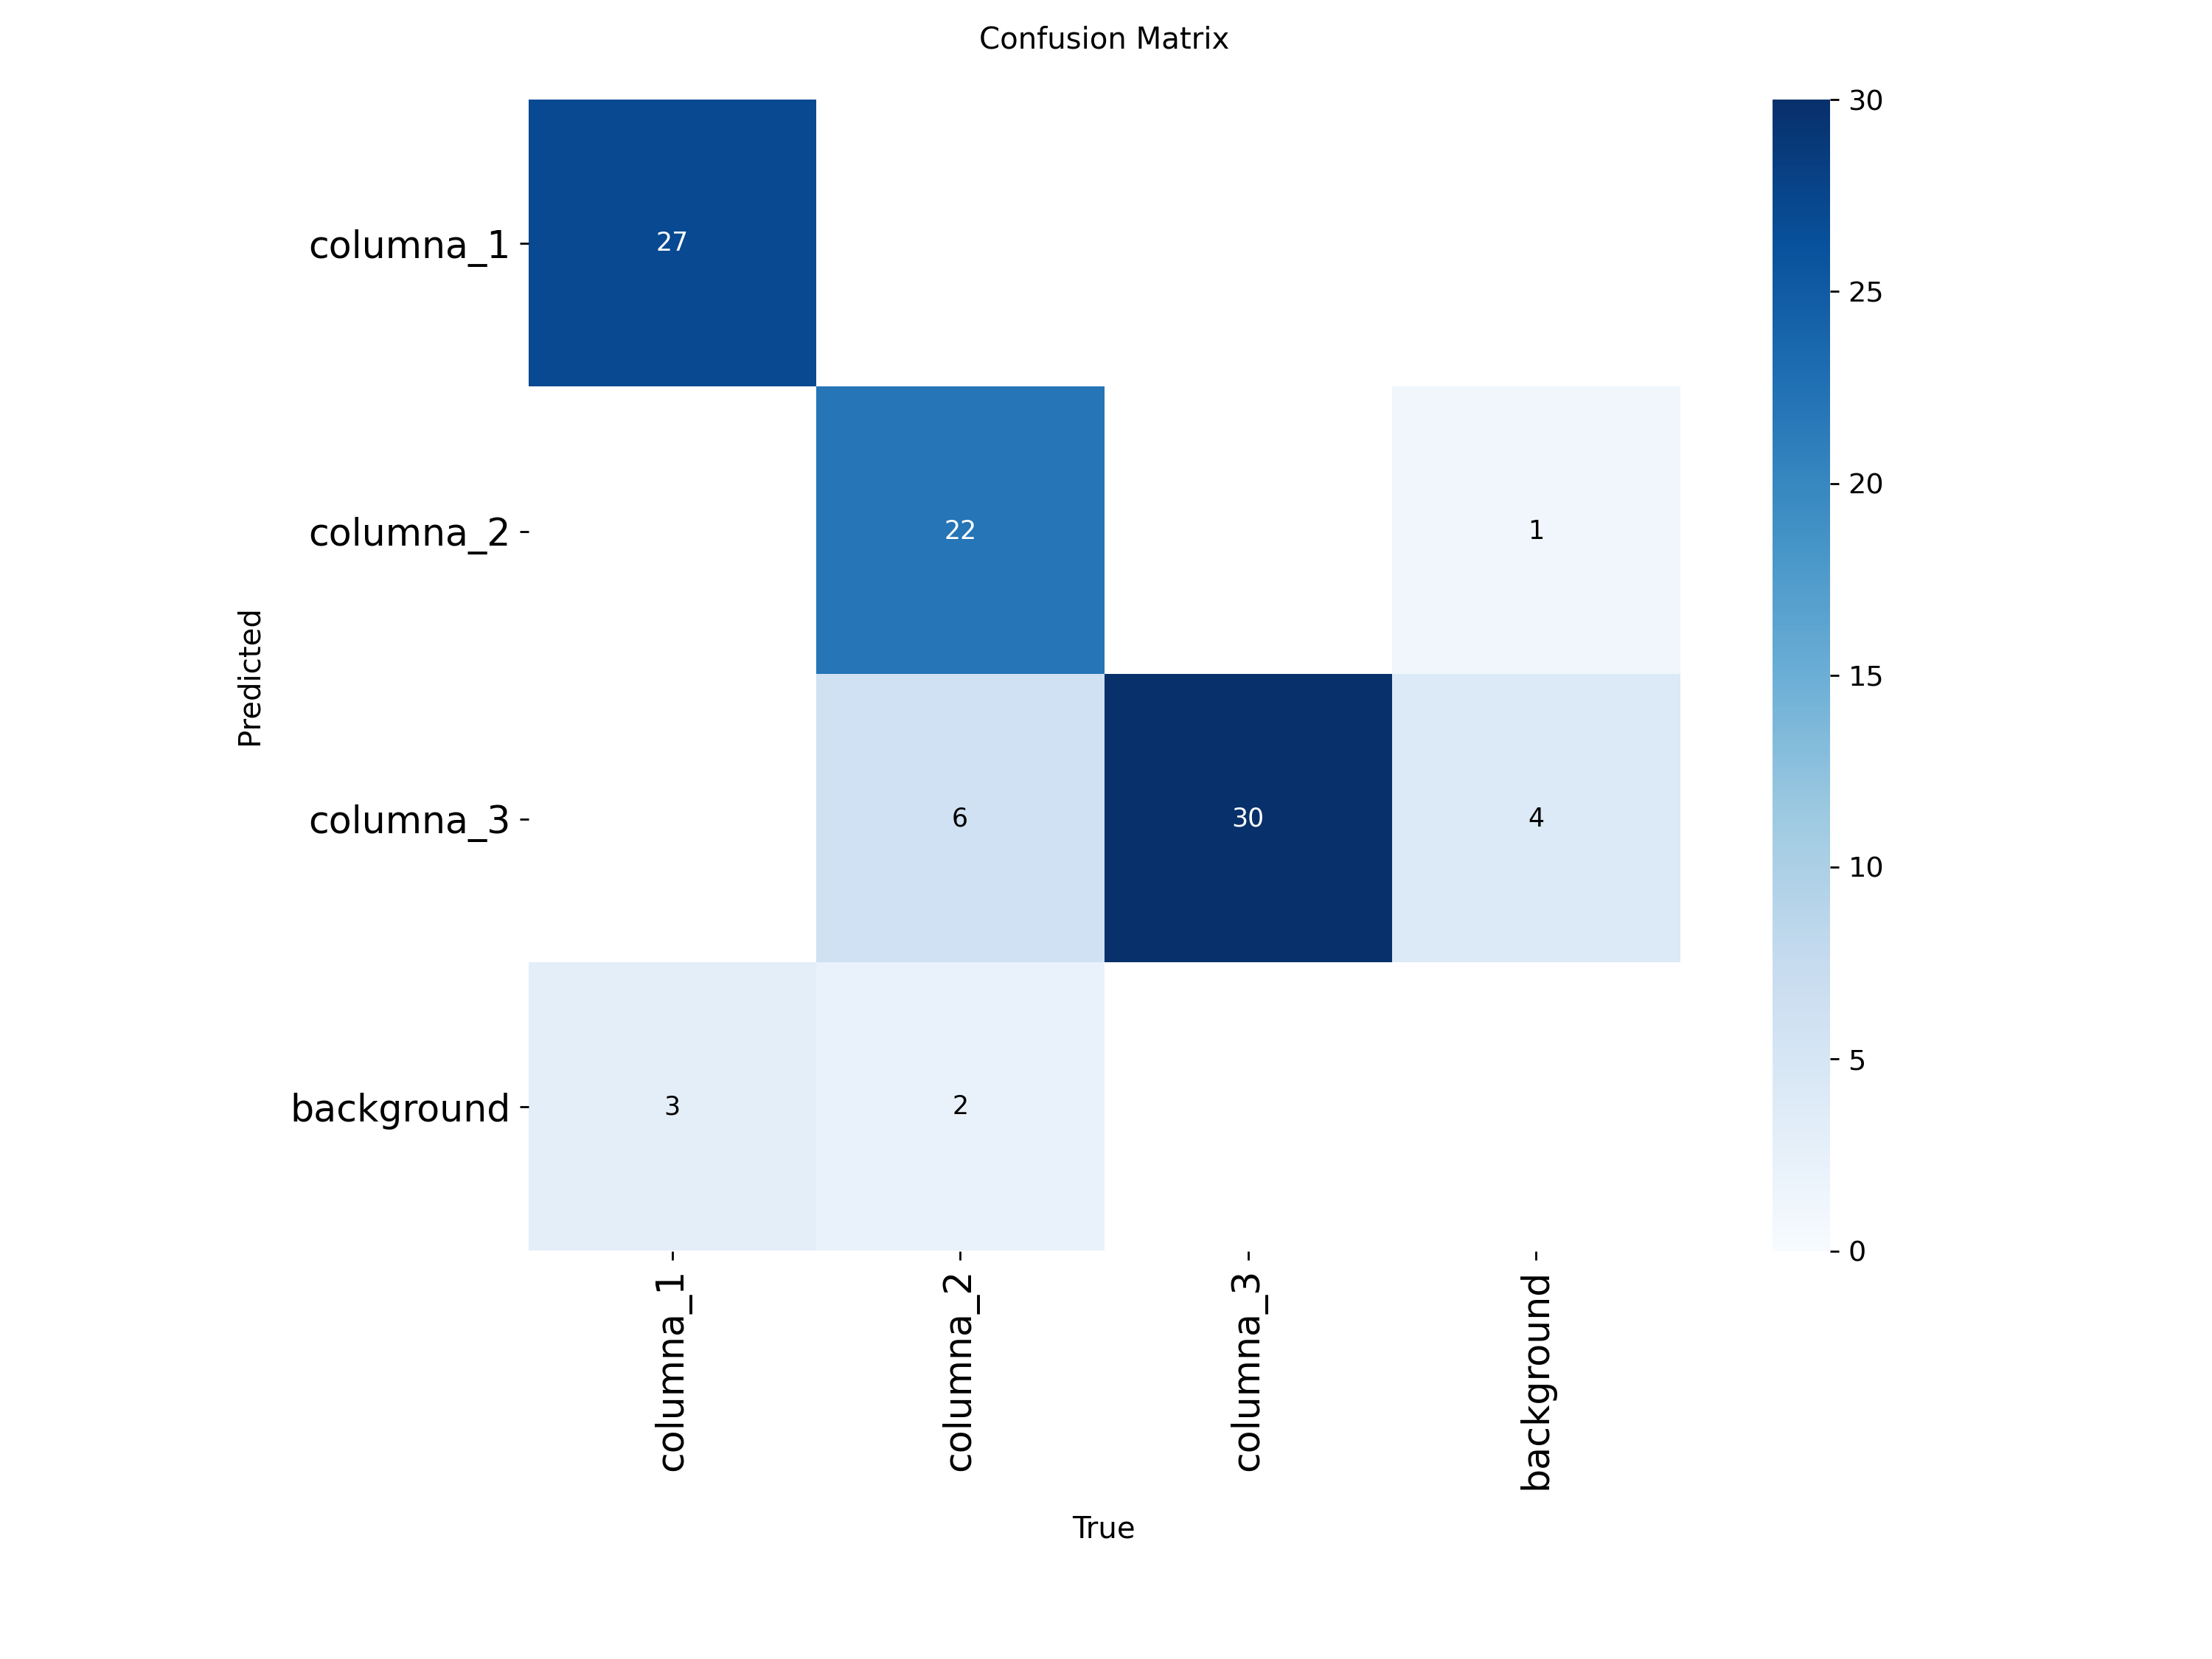 Confusion Matrix
30
columna_1
27
25
20
columna_2
22
1
Predicted
15
columna_3
6
30
4
10
5
background
3
2
0
columna_1
columna_2
columna_3
background
True